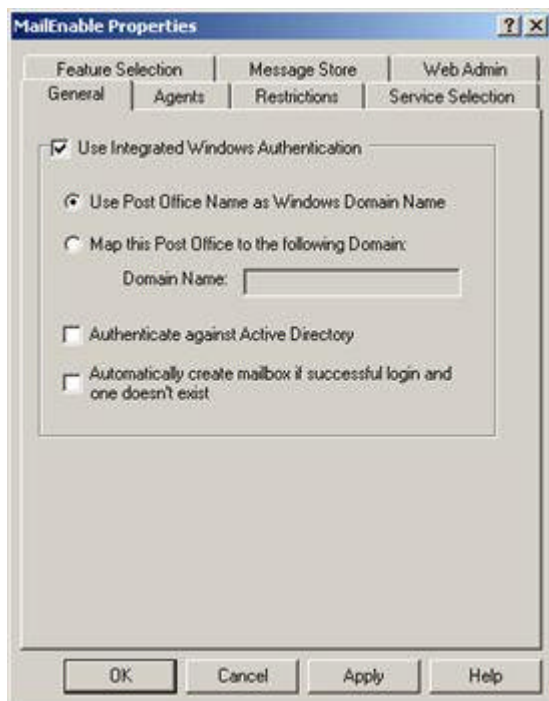 MailEnable Properties
Feature Selection
Message Store
Web Admin
General
Agents
Restrictions
Service Selection
Use Integrated Windows Authentication
Use Post Office Name as Windows Domain Name
Map this Post Office to the following Domain:
Domain Name:
Authenticate against Active Directory
Automatically create mailbox if successful login and
one doesn't exist
OK
Cancel
Apply
Help